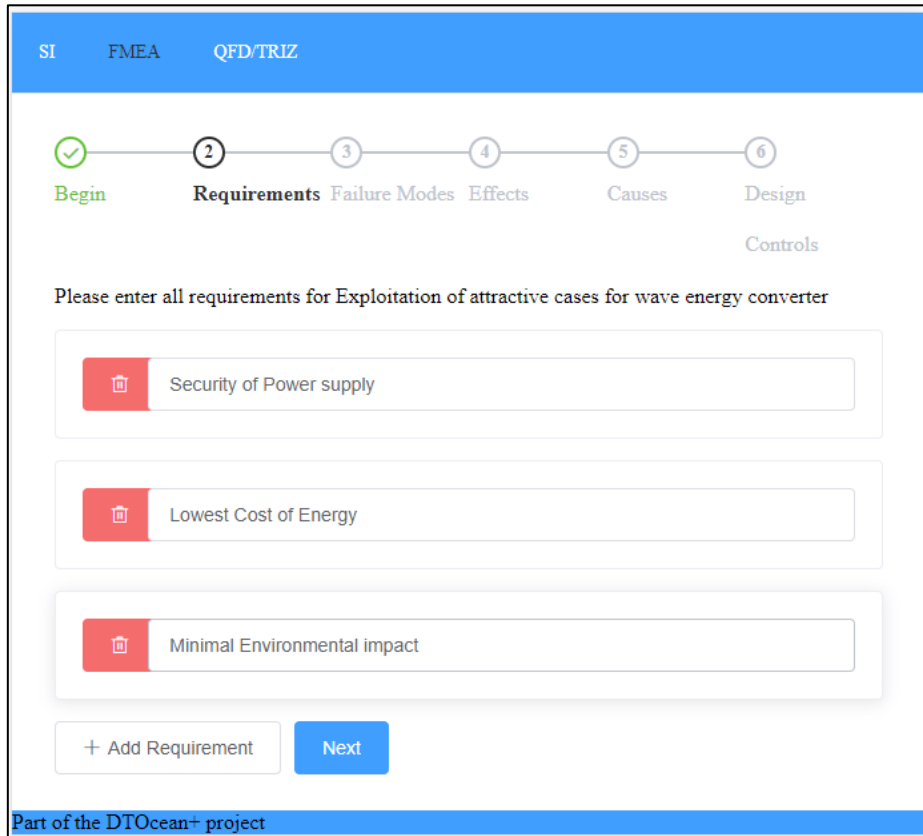 SI FMEA QFD/TRIZ
2 3 4 5 6
Begin Requirements Failure Modes Effects Causes Design
Controls
Please enter all requirements for Exploitation of attractive cases for wave energy converter
Security of Power supply
Lowest Cost of Energy
Minimal Environmental impact
+ Add Requirement Next
Part of the DTOcean+ project